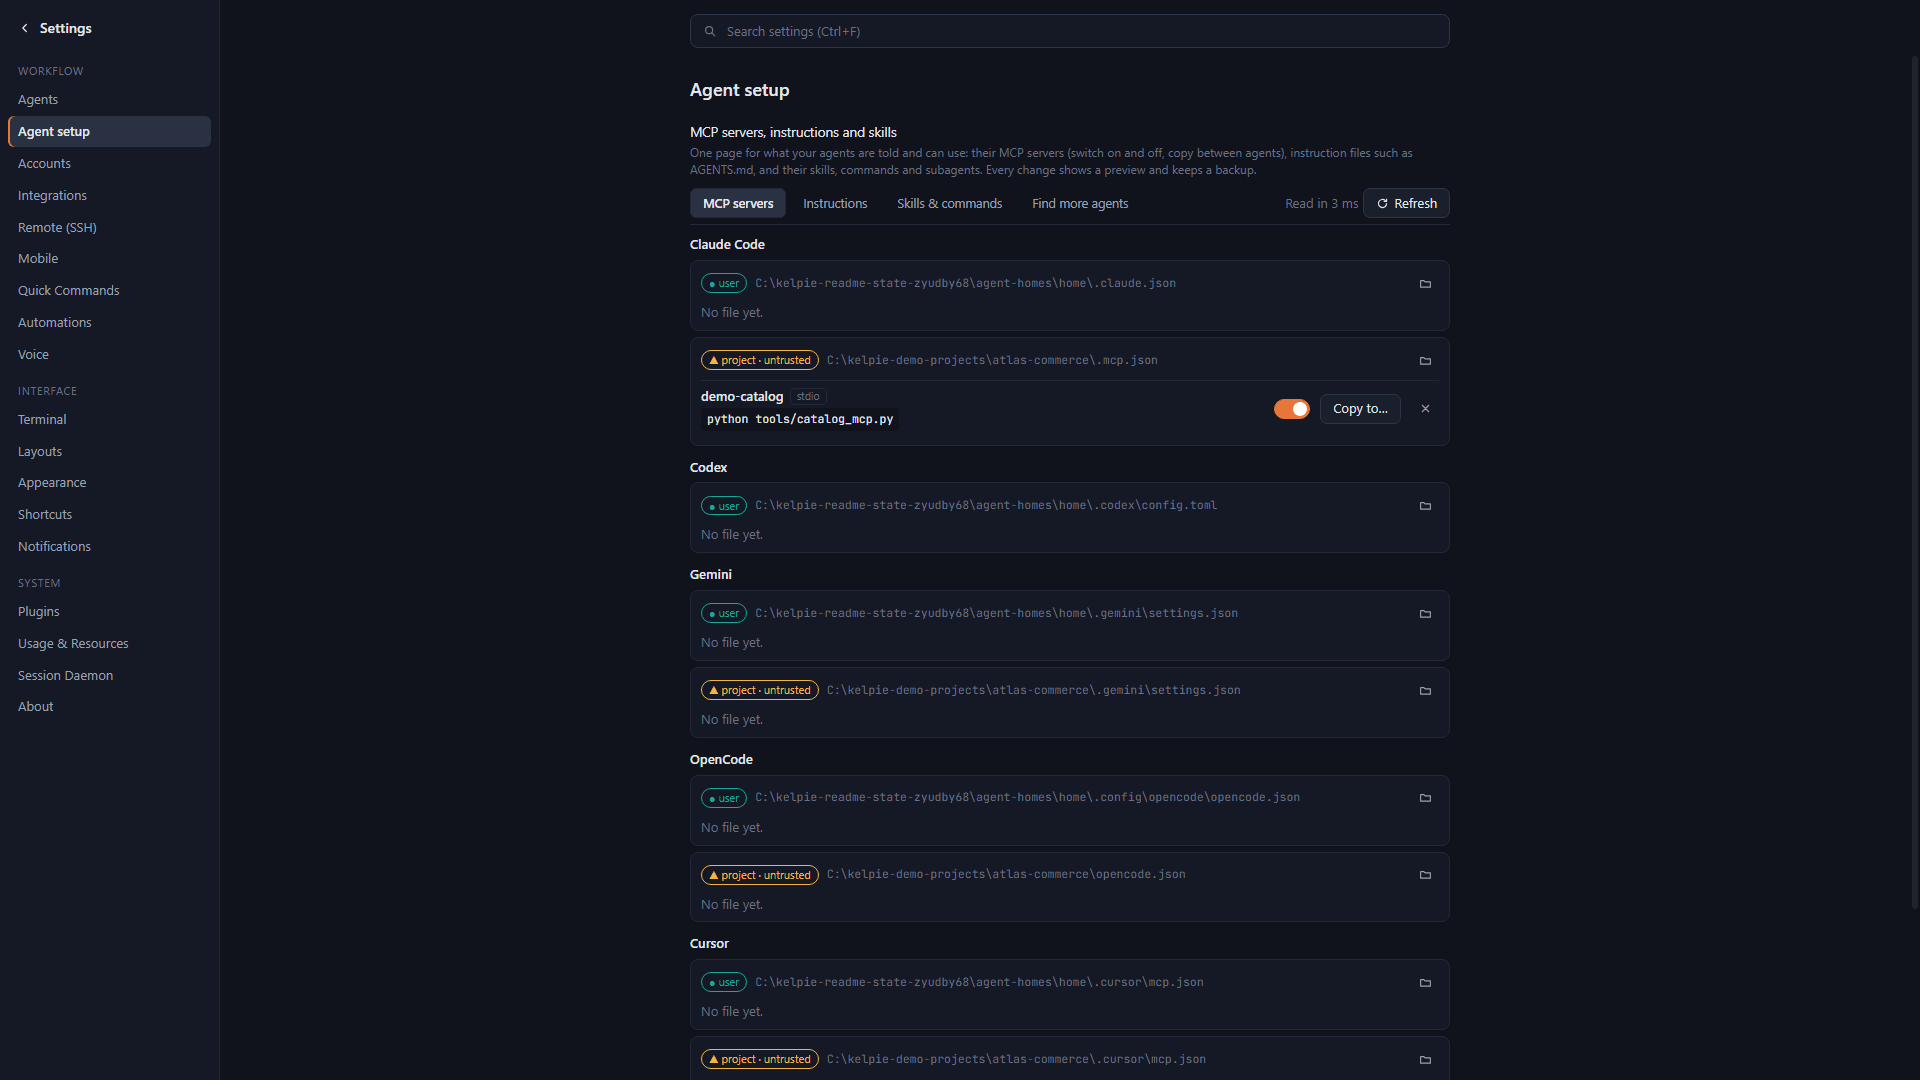 Settings
WORKFLOW
Agents
Agent setup
Accounts
Integrations
Remote (SSH)
Mobile
Quick Commands
Automations
Voice
INTERFACE
Terminal
Layouts
Appearance
Shortcuts
Notifications
SYSTEM
Plugins
Usage & Resources
Session Daemon
About
Search settings (Ctrl+F)
Agent setup
MCP servers, instructions and skills
One page for what your agents are told and can use: their MCP servers (switch on and off, copy between agents), instruction files such as
AGENTS.md, and their skills, commands and subagents. Every change shows a preview and keeps a backup.
MCP servers Instructions Skills & commands Find more agents Read in 3 ms Refresh
Claude Code
user C:\kelpie-readme-state-zyudby68\agent-homes\home\.claude.json
No file yet.
project · untrusted C:\kelpie-demo-projects\atlas-commerce\.mcp.json
demo-catalog stdio
python tools/catalog_mcp.py
Copy to...
Codex
user C:\kelpie-readme-state-zyudby68\agent-homes\home\.codex\config.toml
No file yet.
Gemini
user C:\kelpie-readme-state-zyudby68\agent-homes\home\.gemini\settings.json
No file yet.
project · untrusted C:\kelpie-demo-projects\atlas-commerce\.gemini\settings.json
No file yet.
OpenCode
user C:\kelpie-readme-state-zyudby68\agent-homes\home\.config\opencode\opencode.json
No file yet.
project · untrusted C:\kelpie-demo-projects\atlas-commerce\opencode.json
No file yet.
Cursor
user C:\kelpie-readme-state-zyudby68\agent-homes\home\.cursor\mcp.json
No file yet.
project · untrusted C:\kelpie-demo-projects\atlas-commerce\.cursor\mcp.json